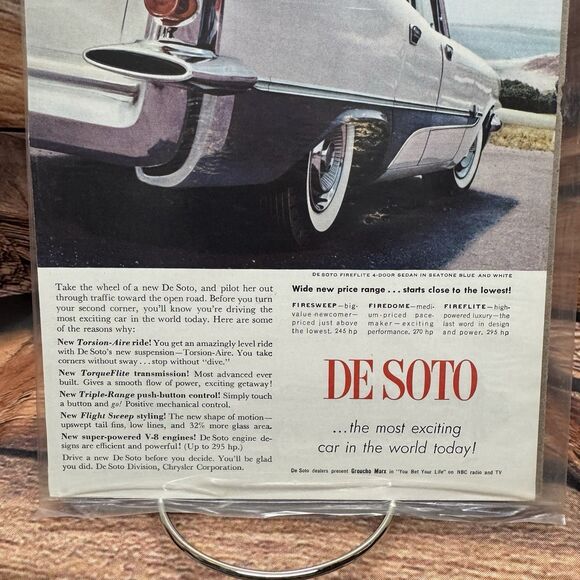 DE SOTO FIREFLITE 4-DOOR SEDAN IN SEATONE BLUE AND WHITE
Take the wheel of a new De Soto, and pilot her out
through traffic toward the open road. Before you turn
your second corner, you'll know you're driving the
most exciting car in the world today. Here are some
of the reasons why:
New Torsion-Aire ride! You get an amazingly level ride
with De Soto's new suspension—Torsion-Aire. You take
corners without sway . . . stop without "dive."
New TorqueFlite transmission! Most advanced ever
built. Gives a smooth flow of power, exciting getaway!
New Triple-Range push-button control! Simply touch
a button and go! Positive mechanical control.
New Flight Sweep styling! The new shape of motion—
upswept tail fins, low lines, and 32% more glass area.
New super-powered V-8 engines! De Soto engine de-
signs are efficient and powerful! (Up to 295 hp.)
Drive a new De Soto before you decide. You'll be glad
you did. De Soto Division, Chrysler Corporation.
Wide new price range . . . starts close to the lowest!
FIRESWEEP—big-
value newcomer—
priced just above
the lowest. 245 hp
FIREDOME—medi-
um-priced pace-
maker—exciting
performance. 270 hp
FIREFLITE—high-
powered luxury—the
last word in design
and power. 295 hp
DE SOTO
...the most exciting
car in the world today!
De Soto dealers present Groucho Marx in "You Bet Your Life" on NBC radio and TV